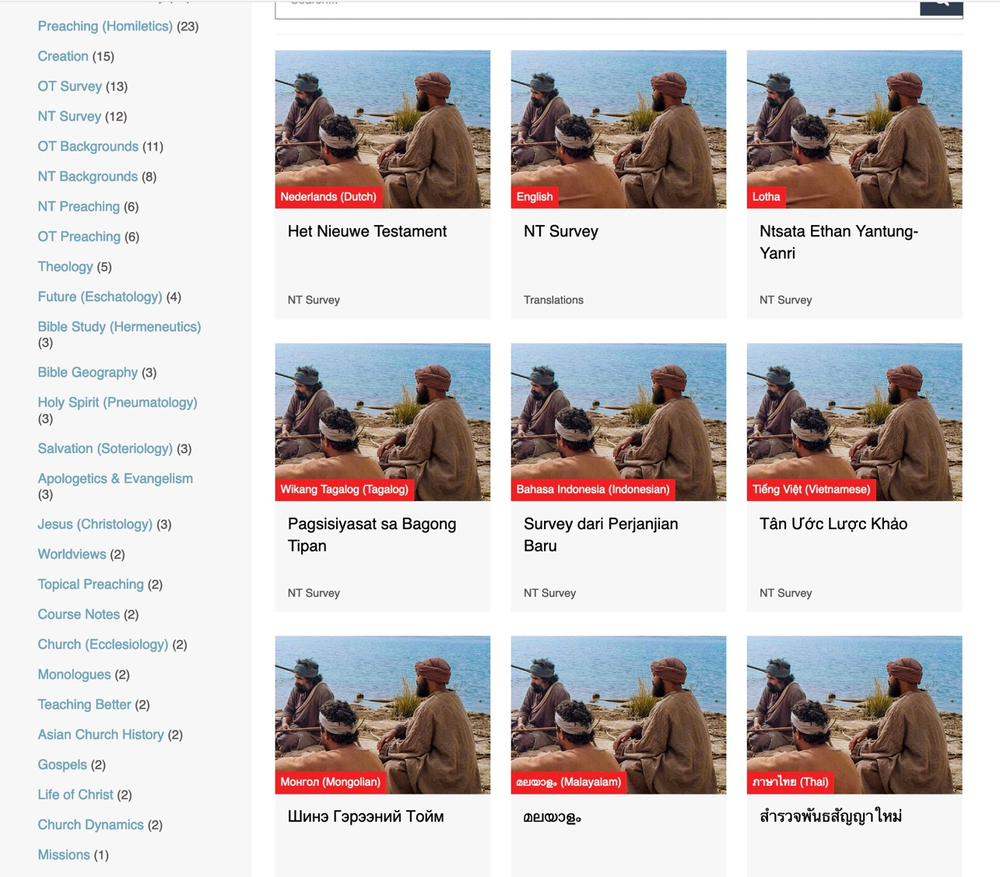 Preaching (Homiletics) (23)
Creation (15)
OT Survey (13)
NT Survey (12)
OT Backgrounds (11)
NT Backgrounds (8)
NT Preaching (6)
OT Preaching (6)
Theology (5)
Future (Eschatology) (4)
Bible Study (Hermeneutics)
(3)
Bible Geography (3)
Holy Spirit (Pneumatology)
(3)
Salvation (Soteriology) (3)
Apologetics & Evangelism
(3)
Jesus (Christology) (3)
Worldviews (2)
Topical Preaching (2)
Course Notes (2)
Church (Ecclesiology) (2)
Monologues (2)
Teaching Better (2)
Asian Church History (2)
Gospels (2)
Life of Christ (2)
Church Dynamics (2)
Missions (1)
Nederlands (Dutch)
Het Nieuwe Testament
NT Survey
English
NT Survey
Translations
Lotha
Ntsata Ethan Yantung-
Yanri
NT Survey
Wikang Tagalog (Tagalog)
Pagsisiyasat sa Bagong
Tipan
NT Survey
Bahasa Indonesia (Indonesian)
Survey dari Perjanjian
Baru
NT Survey
Tiếng Việt (Vietnamese)
Tân Ước Lược Khảo
NT Survey
Монгол (Mongolian)
Шинэ Гэрээний Тойм
മലയാളം (Malayalam)
മലയാളം
ภาษาไทย (Thai)
สำรวจพันธสัญญาใหม่